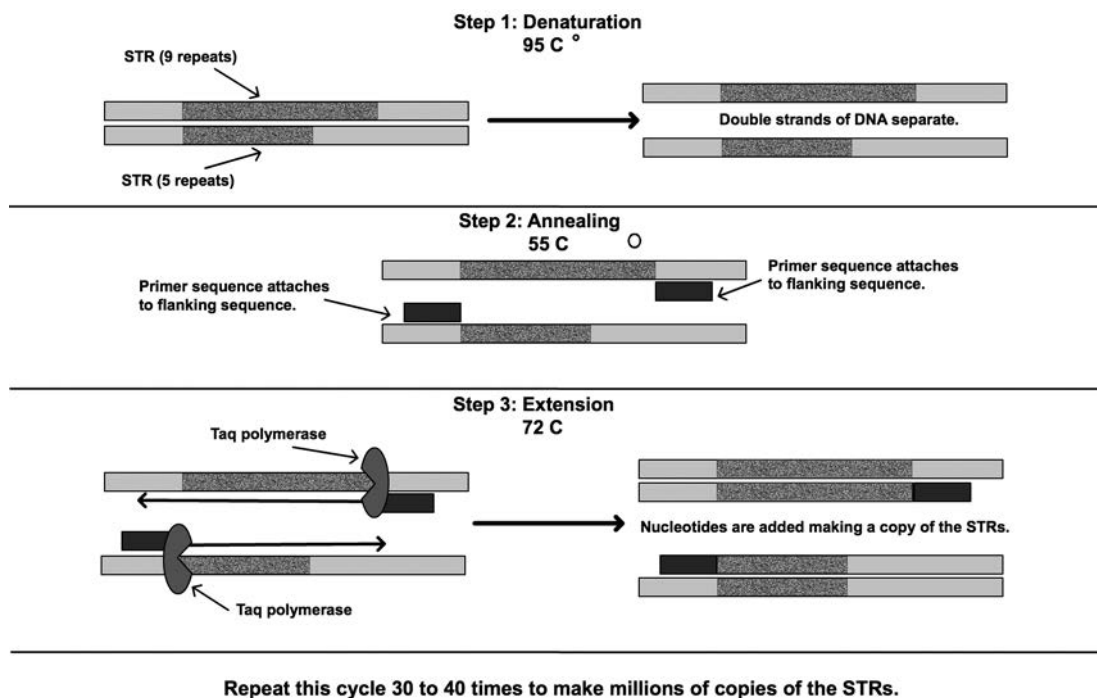 Step 1: Denaturation
95 C °
STR (9 repeats)
Double strands of DNA separate.
STR (5 repeats)
Step 2: Annealing
55 C O
Primer sequence attaches
to flanking sequence.
Primer sequence attaches
to flanking sequence.
Step 3: Extension
72 C
Taq polymerase
Nucleotides are added making a copy of the STRs.
Taq polymerase
Repeat this cycle 30 to 40 times to make millions of copies of the STRs.